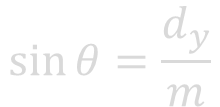 sin θ = d_y / m